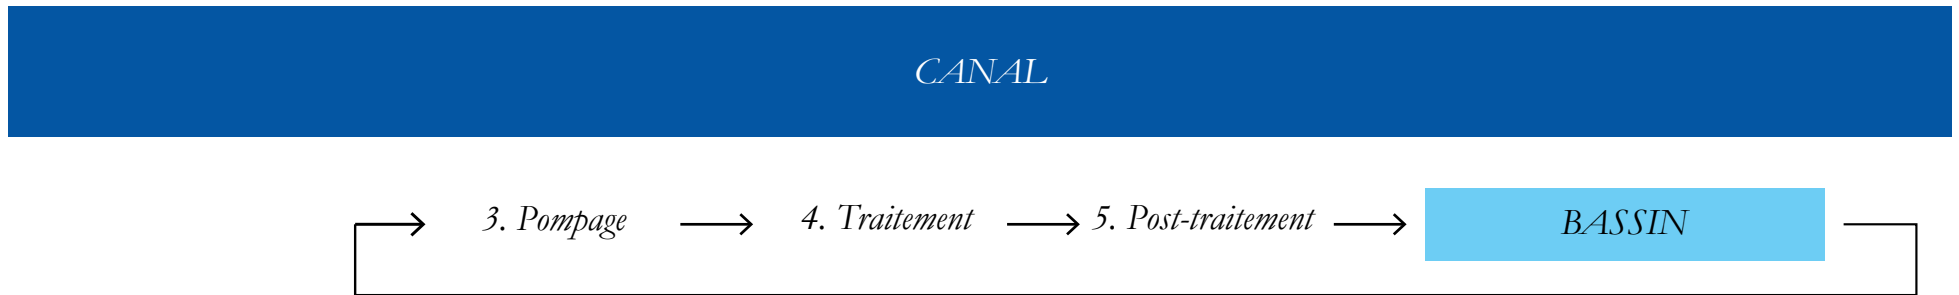 CANAL
3. Pompage
4. Traitement
5. Post-traitement
BASSIN